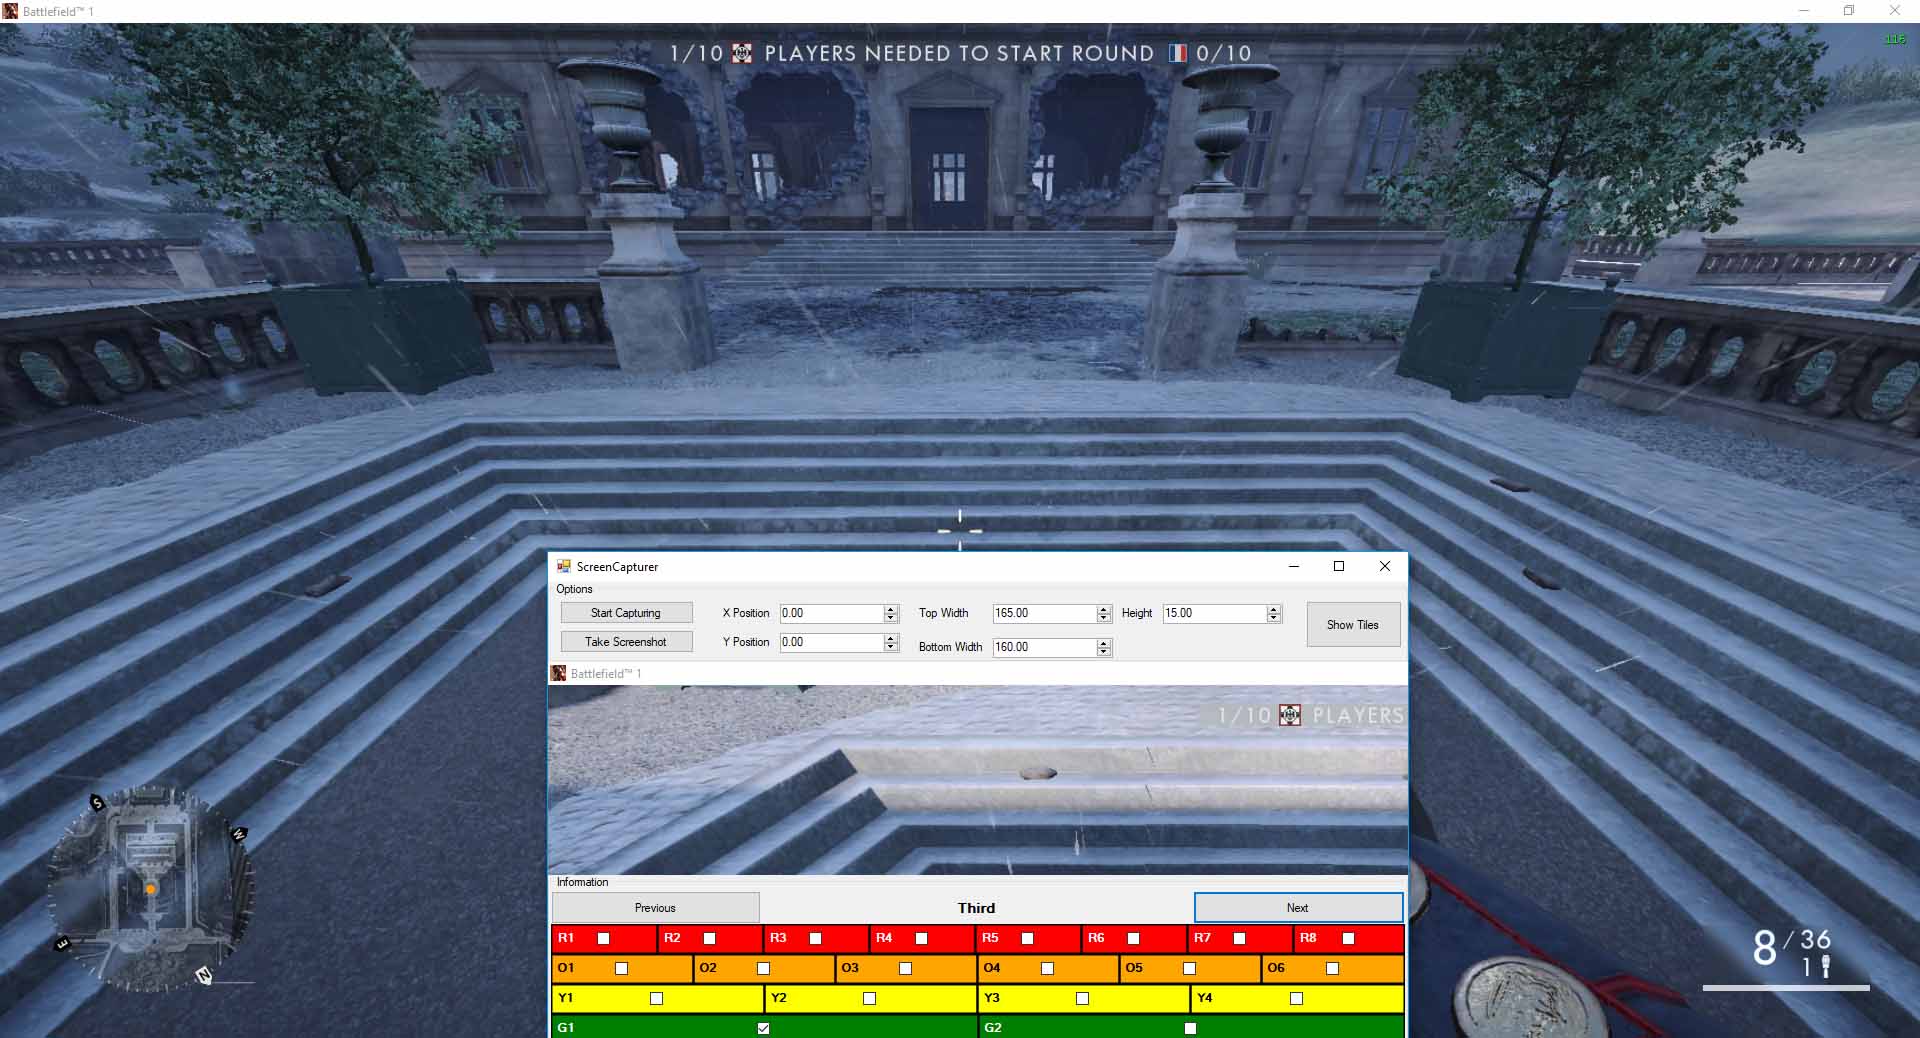 Battlefield™ 1
1/10 PLAYERS NEEDED TO START ROUND 0/10
116
ScreenCapturer
Options
Start Capturing X Position 0.00 Top Width 165.00 Height 15.00 Show Tiles
Take Screenshot Y Position 0.00 Bottom Width 160.00
Battlefield™ 1
1/10 PLAYERS
Information
Previous Third Next
R1 R2 R3 R4 R5 R6 R7 R8
O1 O2 O3 O4 O5 O6
Y1 Y2 Y3 Y4
G1 G2
S
W
E
N
8/36
1